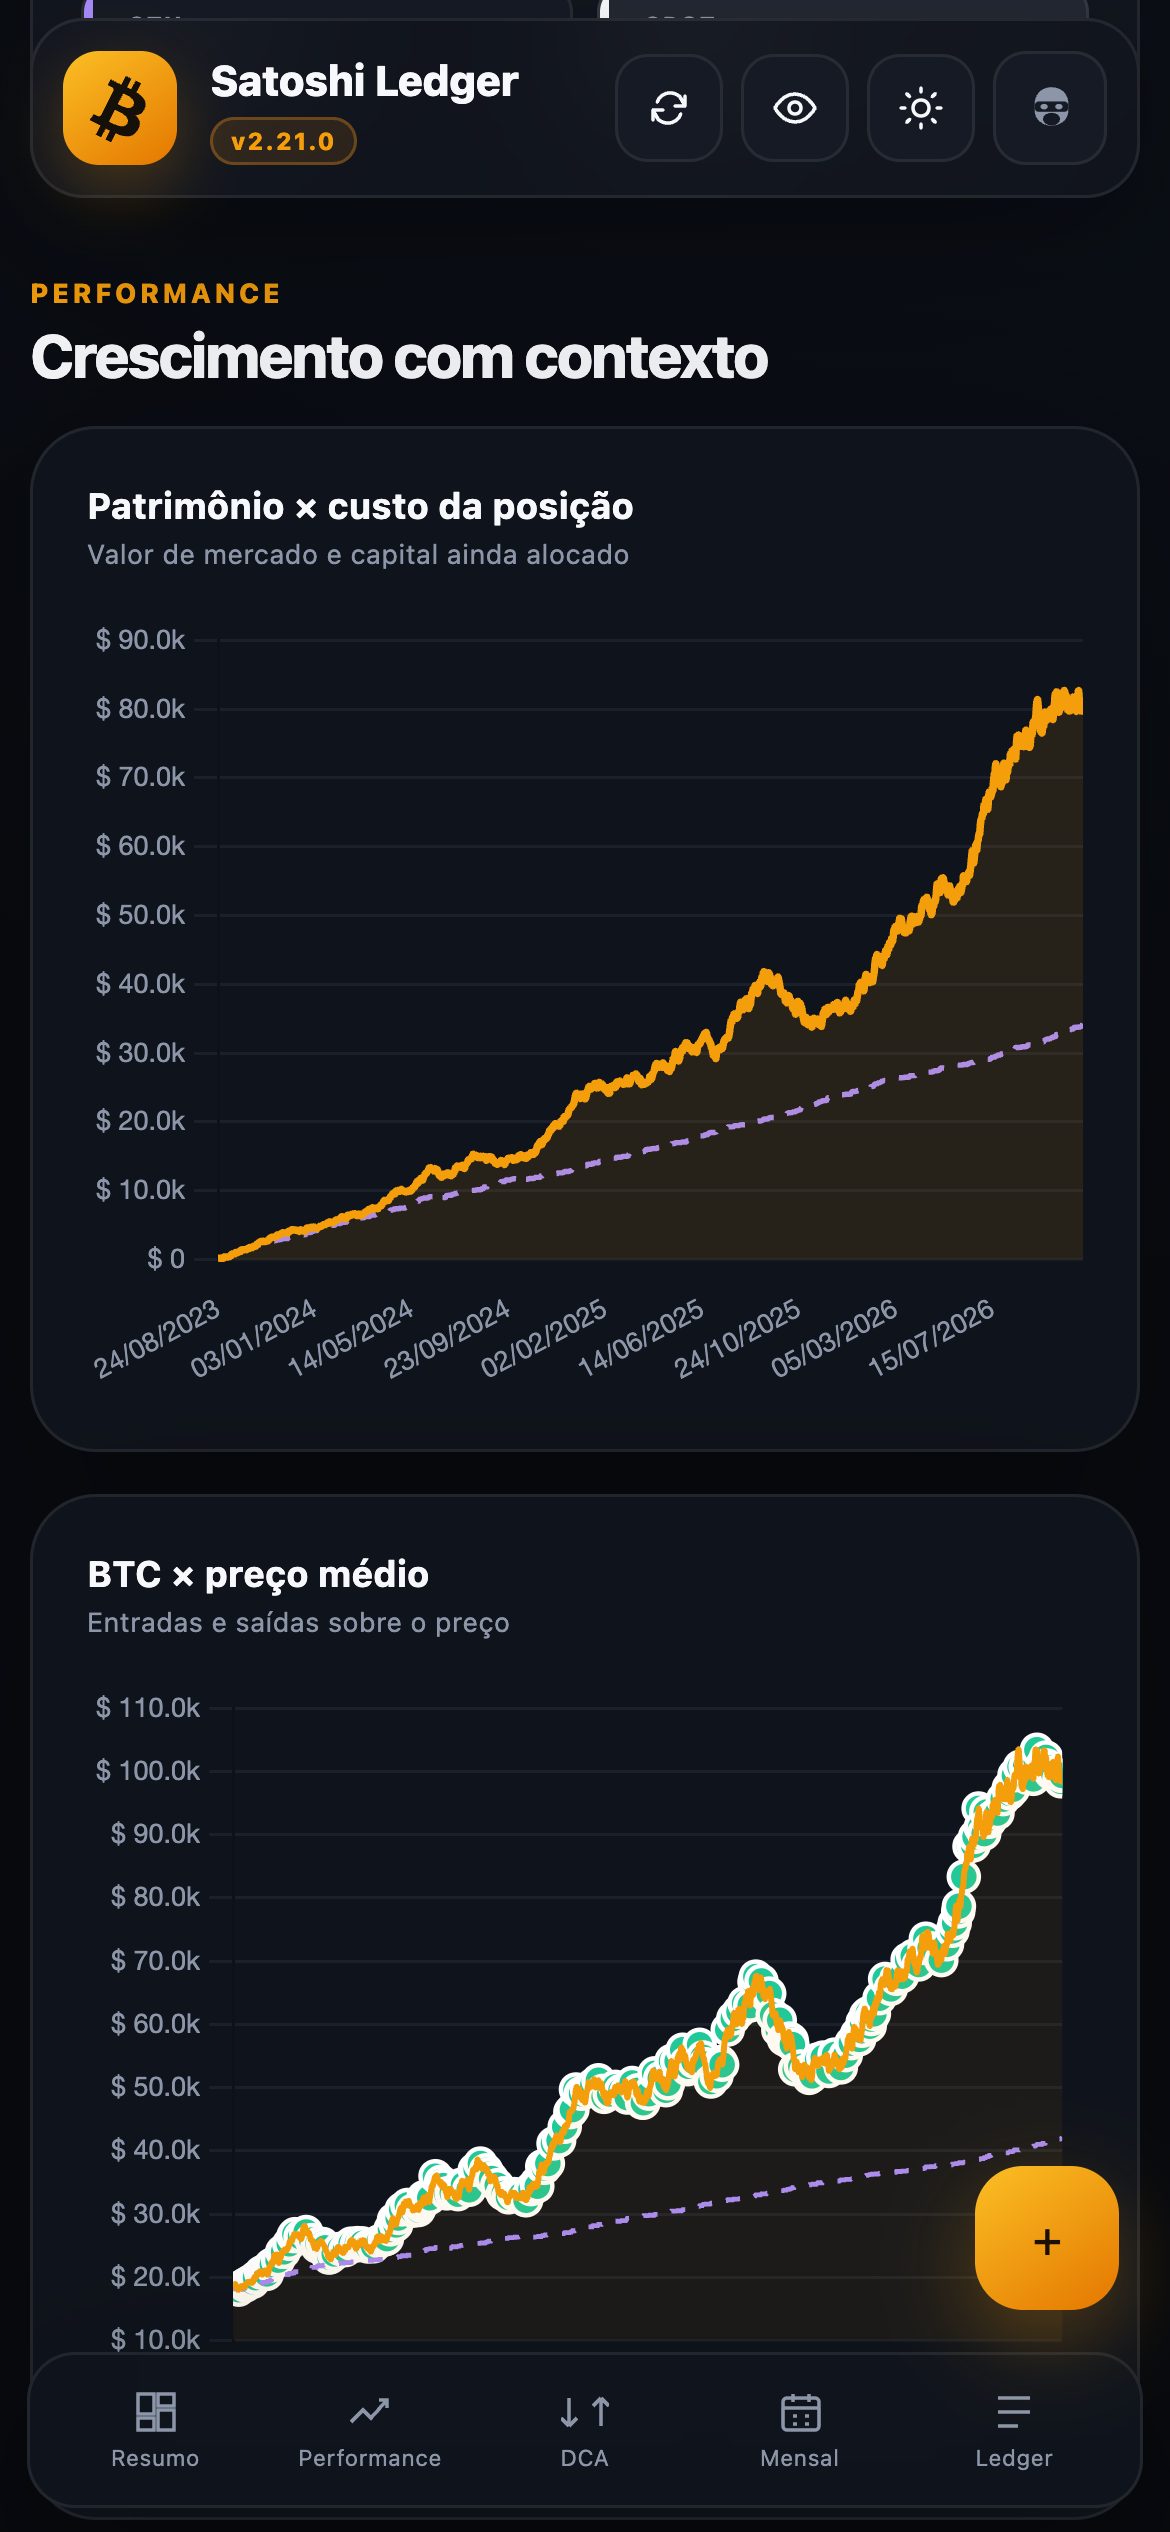 Satoshi Ledger
v2.21.0
PERFORMANCE
Crescimento com contexto
Patrimônio × custo da posição
Valor de mercado e capital ainda alocado
$ 90.0k
$ 80.0k
$ 70.0k
$ 60.0k
$ 50.0k
$ 40.0k
$ 30.0k
$ 20.0k
$ 10.0k
$ 0
24/08/2023
03/01/2024
14/05/2024
23/09/2024
02/02/2025
14/06/2025
24/10/2025
05/03/2026
15/07/2026
BTC × preço médio
Entradas e saídas sobre o preço
$ 110.0k
$ 100.0k
$ 90.0k
$ 80.0k
$ 70.0k
$ 60.0k
$ 50.0k
$ 40.0k
$ 30.0k
$ 20.0k
$ 10.0k
+
Resumo
Performance
DCA
Mensal
Ledger